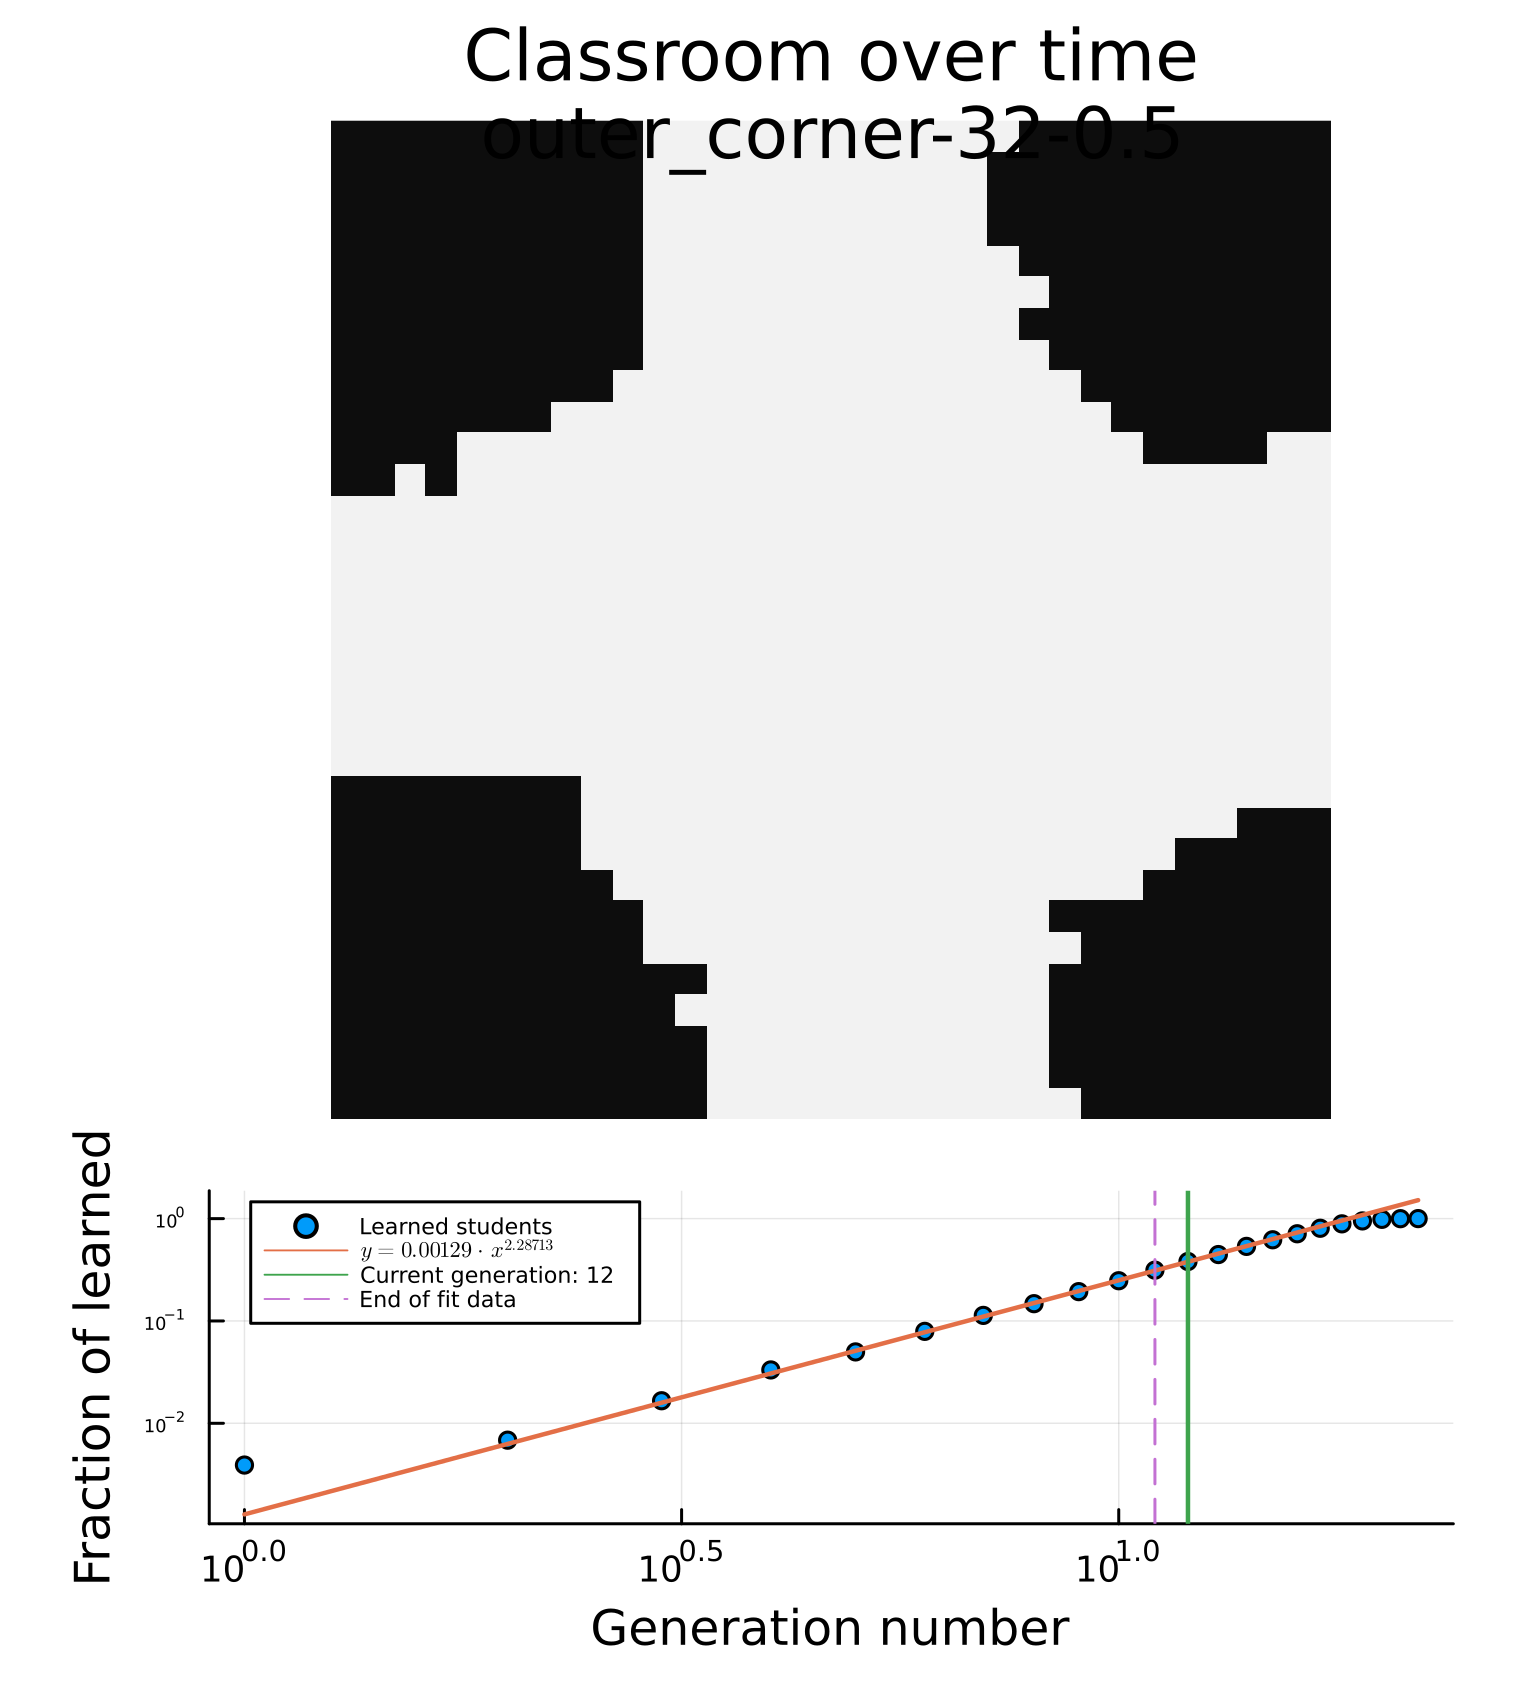 Classroom over time
outer_corner-32-0.5
Fraction of learned
10^0
10^−1
10^−2
Learned students
y = 0.00129 · x^2.28713
Current generation: 12
End of fit data
10^0.0
10^0.5
10^1.0
Generation number